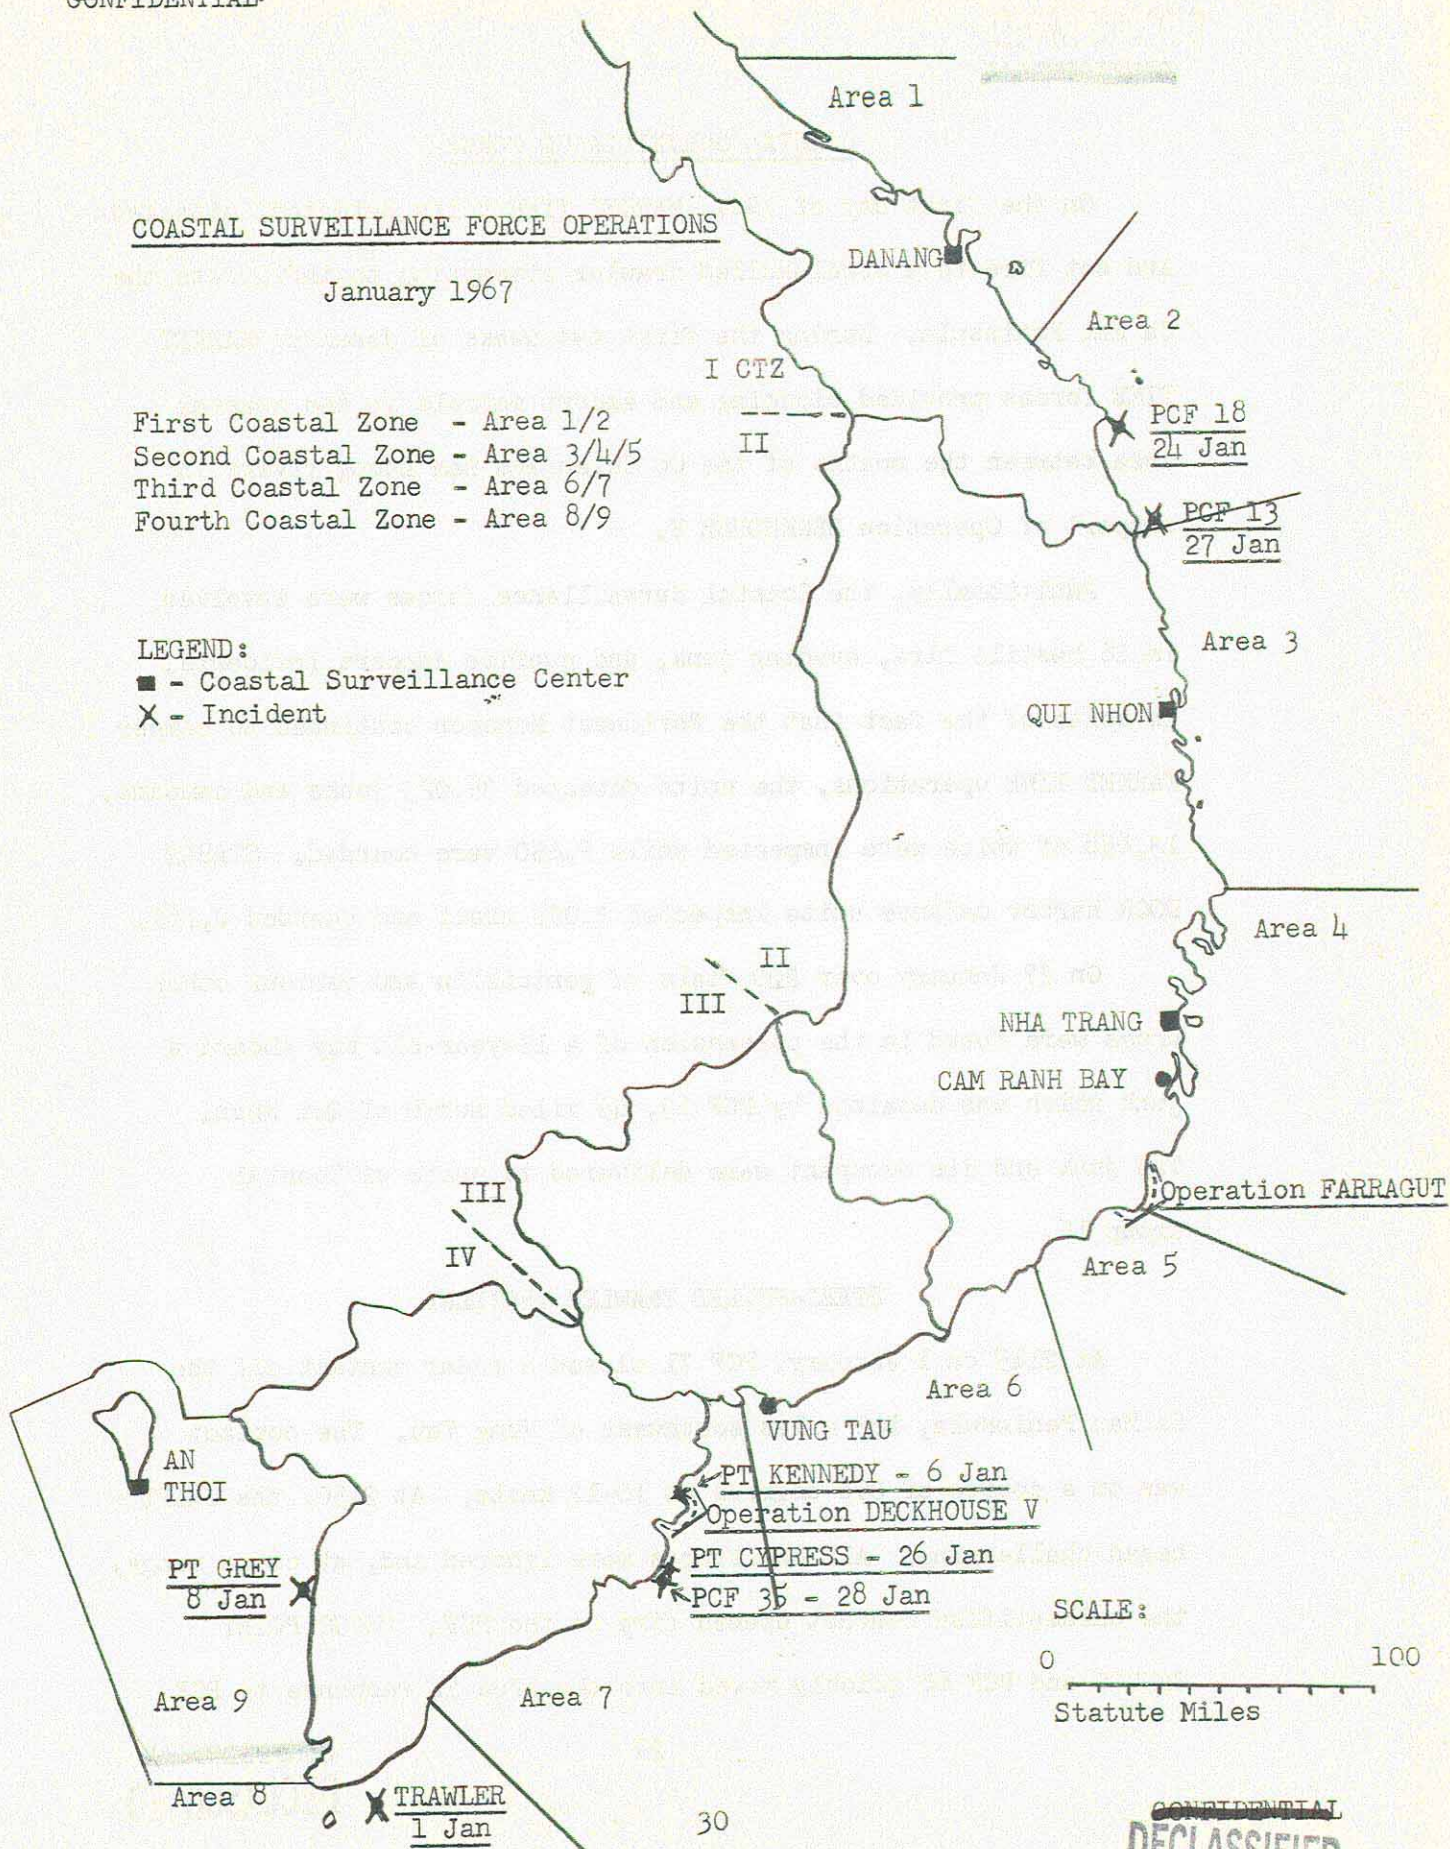 CONFIDENTIAL
Area 1
COASTAL SURVEILLANCE FORCE OPERATIONS
January 1967
DANANG
Area 2
I CTZ
II
First Coastal Zone - Area 1/2
Second Coastal Zone - Area 3/4/5
Third Coastal Zone - Area 6/7
Fourth Coastal Zone - Area 8/9
PCF 18
24 Jan
PCF 13
27 Jan
LEGEND:
■ - Coastal Surveillance Center
X - Incident
Area 3
QUI NHON
Area 4
II
III
NHA TRANG
CAM RANH BAY
III
IV
Operation FARRAGUT
Area 5
Area 6
VUNG TAU
AN
THOI
PT KENNEDY - 6 Jan
Operation DECKHOUSE V
PT CYPRESS - 26 Jan
PCF 35 - 28 Jan
PT GREY
8 Jan
SCALE:
0 100
Statute Miles
Area 9
Area 7
Area 8
TRAWLER
1 Jan
30
CONFIDENTIAL
DECLASSIFIED